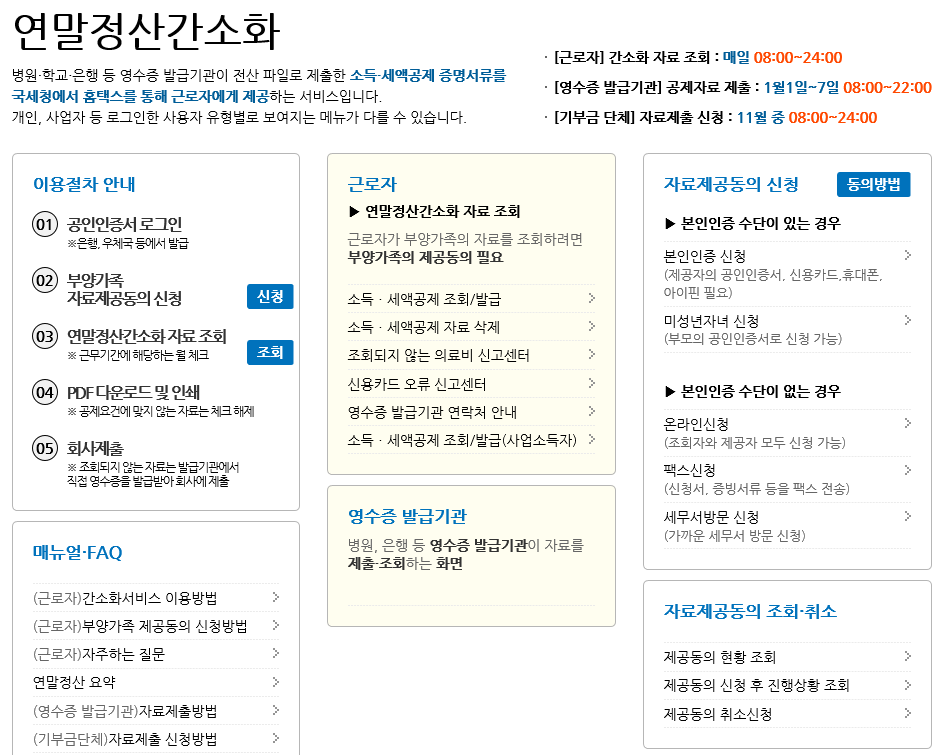 연말정산간소화
병원·학교·은행 등 영수증 발급기관이 전산 파일로 제출한 소득·세액공제 증명서류를
국세청에서 홈택스를 통해 근로자에게 제공하는 서비스입니다.
개인, 사업자 등 로그인한 사용자 유형별로 보여지는 메뉴가 다를 수 있습니다.
· [근로자] 간소화 자료 조회 : 매일 08:00~24:00
· [영수증 발급기관] 공제자료 제출 : 1월1일~7일 08:00~22:00
· [기부금 단체] 자료제출 신청 : 11월 중 08:00~24:00
이용절차 안내
01 공인인증서 로그인
※은행, 우체국 등에서 발급
02 부양가족
자료제공동의 신청 신청
03 연말정산간소화 자료 조회
※ 근무기간에 해당하는 월 체크 조회
04 PDF 다운로드 및 인쇄
※ 공제요건에 맞지 않는 자료는 체크 해제
05 회사제출
※ 조회되지 않는 자료는 발급기관에서
직접 영수증을 발급받아 회사에 제출
매뉴얼·FAQ
(근로자)간소화서비스 이용방법
(근로자)부양가족 제공동의 신청방법
(근로자)자주하는 질문
연말정산 요약
(영수증 발급기관)자료제출방법
(기부금단체)자료제출 신청방법
근로자
▶ 연말정산간소화 자료 조회
근로자가 부양가족의 자료를 조회하려면
부양가족의 제공동의 필요
소득 · 세액공제 조회/발급
소득 · 세액공제 자료 삭제
조회되지 않는 의료비 신고센터
신용카드 오류 신고센터
영수증 발급기관 연락처 안내
소득 · 세액공제 조회/발급(사업소득자)
영수증 발급기관
병원, 은행 등 영수증 발급기관이 자료를
제출·조회하는 화면
자료제공동의 신청 동의방법
▶ 본인인증 수단이 있는 경우
본인인증 신청
(제공자의 공인인증서, 신용카드,휴대폰,
아이핀 필요)
미성년자녀 신청
(부모의 공인인증서로 신청 가능)
▶ 본인인증 수단이 없는 경우
온라인신청
(조회자와 제공자 모두 신청 가능)
팩스신청
(신청서, 증빙서류 등을 팩스 전송)
세무서방문 신청
(가까운 세무서 방문 신청)
자료제공동의 조회·취소
제공동의 현황 조회
제공동의 신청 후 진행상황 조회
제공동의 취소신청